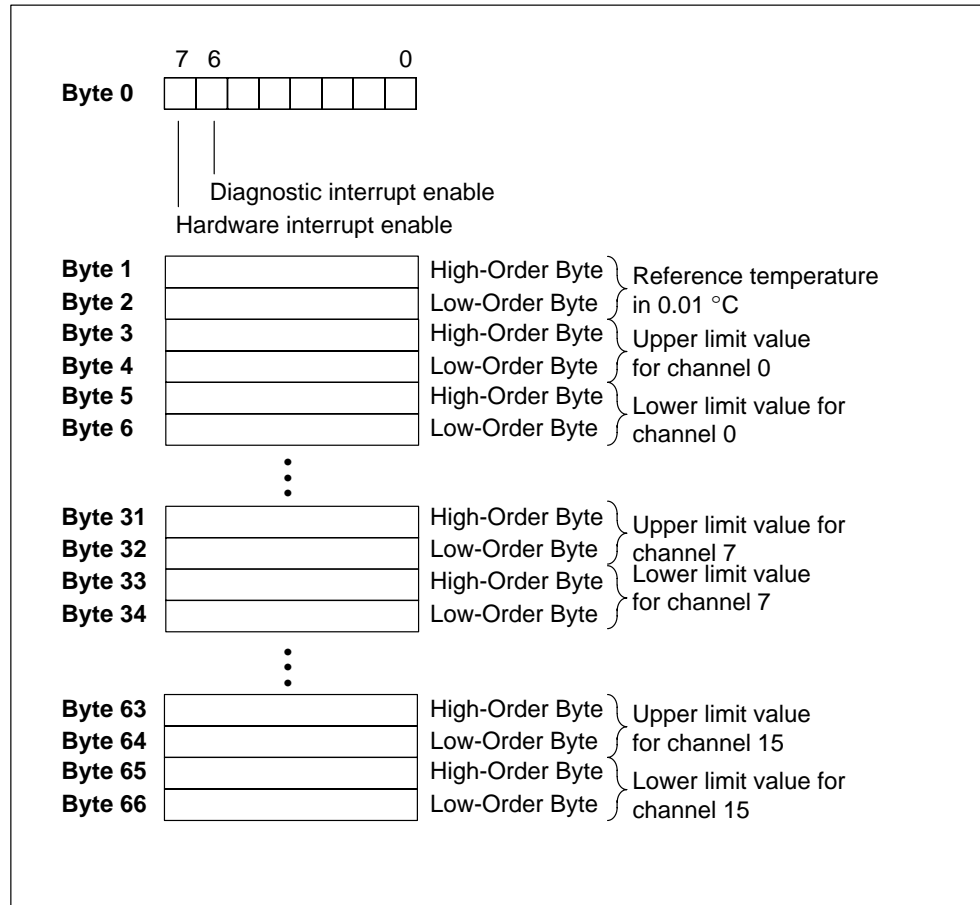 7 6 0
Byte 0
Diagnostic interrupt enable
Hardware interrupt enable
Byte 1 High-Order Byte
Byte 2 Low-Order Byte
Reference temperature
in 0.01 °C
Byte 3 High-Order Byte
Byte 4 Low-Order Byte
Upper limit value
for channel 0
Byte 5 High-Order Byte
Byte 6 Low-Order Byte
Lower limit value for
channel 0
Byte 31 High-Order Byte
Byte 32 Low-Order Byte
Upper limit value for
channel 7
Byte 33 High-Order Byte
Byte 34 Low-Order Byte
Lower limit value
for channel 7
Byte 63 High-Order Byte
Byte 64 Low-Order Byte
Upper limit value
for channel 15
Byte 65 High-Order Byte
Byte 66 Low-Order Byte
Lower limit value for
channel 15